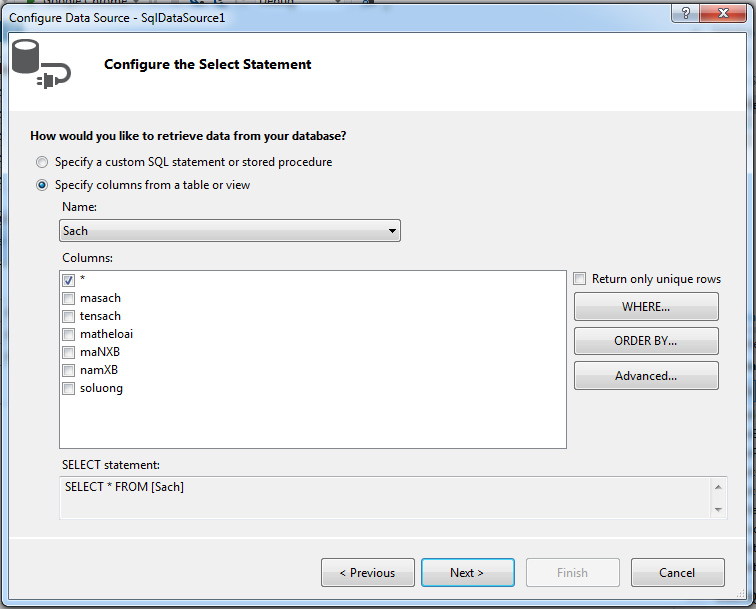 Configure Data Source - SqlDataSource1
?
Configure the Select Statement
How would you like to retrieve data from your database?
Specify a custom SQL statement or stored procedure
Specify columns from a table or view
Name:
Sach
Columns:
*
Return only unique rows
masach
tensach
WHERE...
matheloai
ORDER BY...
maNXB
namXB
Advanced...
soluong
SELECT statement:
SELECT * FROM [Sach]
< Previous
Next >
Finish
Cancel